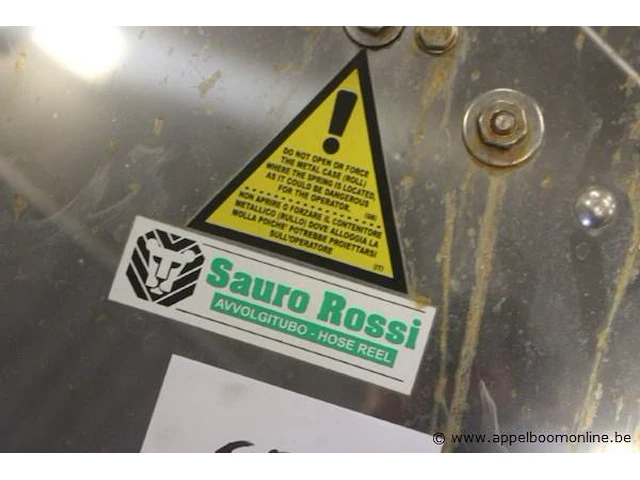 DO NOT OPEN OR FORCE
THE METAL CASE (ROLL)
WHERE THE SPRING IS LOCATED,
AS IT COULD BE DANGEROUS
FOR THE OPERATOR.
(GB)
NON APRIRE O FORZARE IL CONTENITORE
METALLICO (RULLO) DOVE ALLOGGIA LA
MOLLA POICHE' POTREBBE PROIETTARSI
SULL'OPERATORE
(IT)
Sauro Rossi
AVVOLGITUBO - HOSE REEL
© www.appelboomonline.be